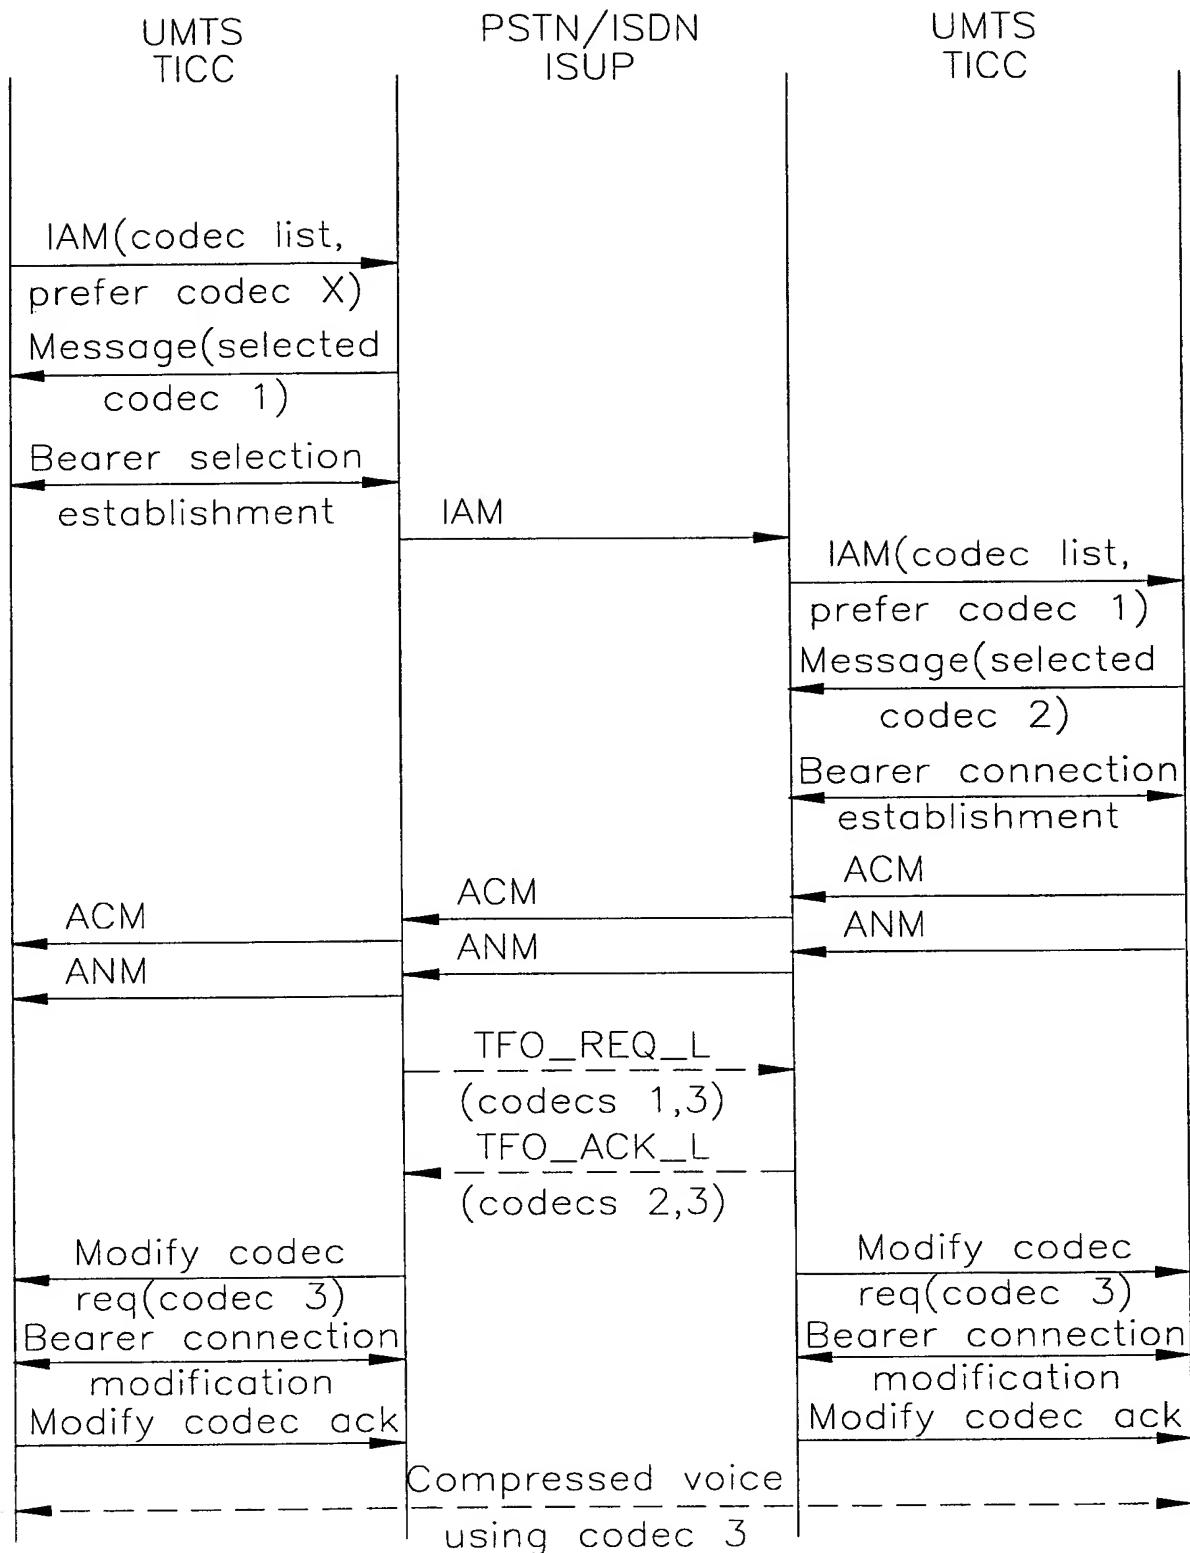 UMTS
TICC
PSTN/ISDN
ISUP
UMTS
TICC
IAM(codec list,
prefer codec X)
Message(selected
codec 1)
Bearer selection
establishment
IAM
IAM(codec list,
prefer codec 1)
Message(selected
codec 2)
Bearer connection
establishment
ACM
ACM
ACM
ANM
ANM
ANM
TFO_REQ_L
(codecs 1,3)
TFO_ACK_L
(codecs 2,3)
Modify codec
req(codec 3)
Bearer connection
modification
Modify codec ack
Modify codec
req(codec 3)
Bearer connection
modification
Modify codec ack
Compressed voice
using codec 3